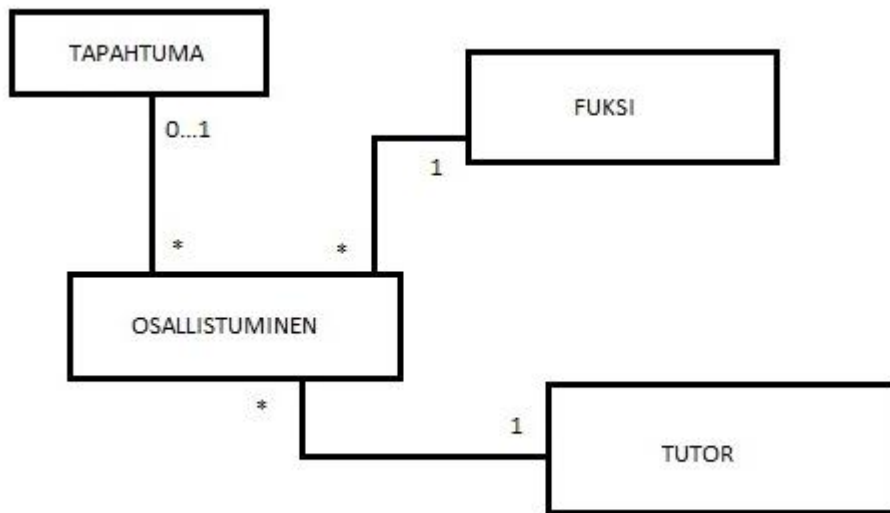 TAPAHTUMA
FUKSI
0...1
1
*
*
OSALLISTUMINEN
*
1
TUTOR